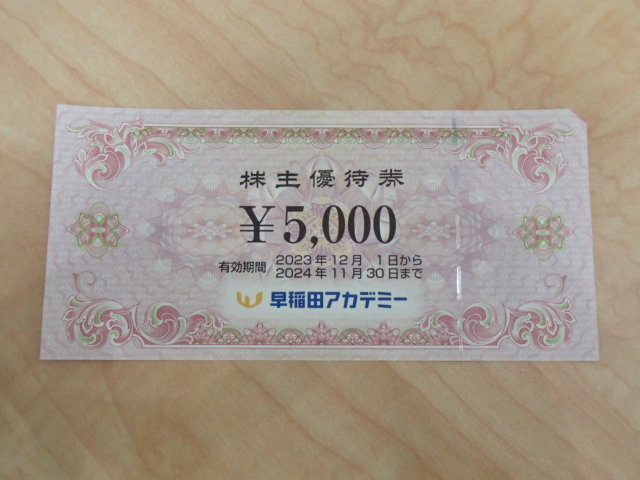 株主優待券
¥5,000
有効期間 2023年12月 1日から
2024年11月30日まで
早稲田アカデミー